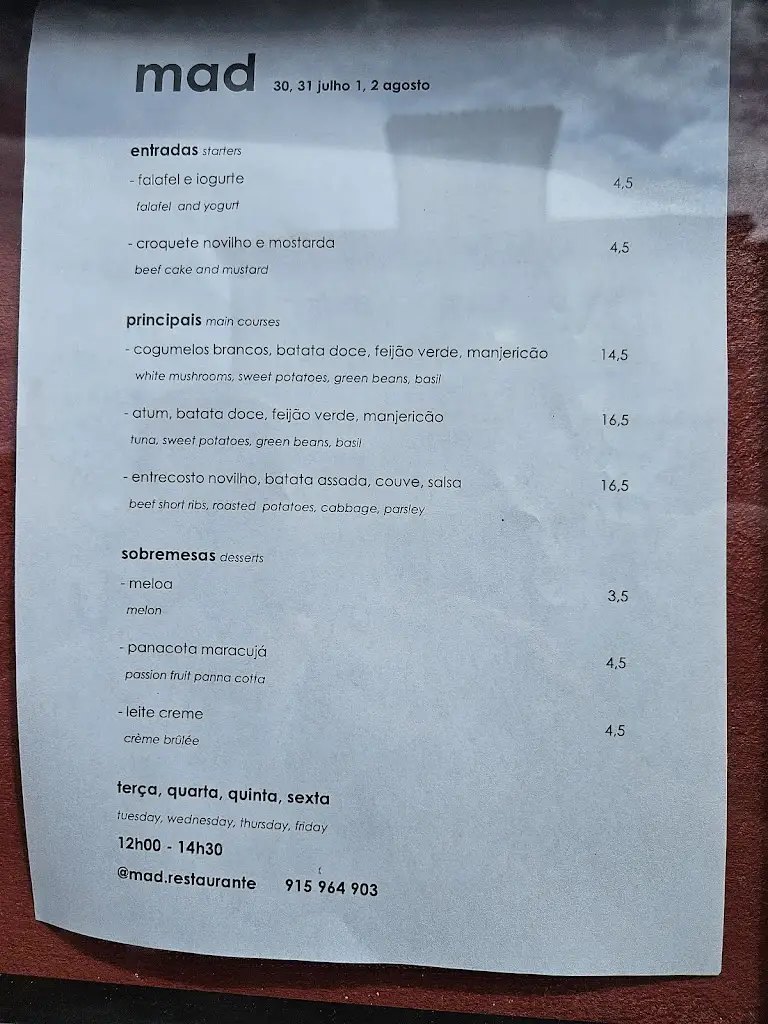 mad 30, 31 julho 1, 2 agosto
entradas starters
- falafel e iogurte 4,5
falafel and yogurt
- croquete novilho e mostarda 4,5
beef cake and mustard
principais main courses
- cogumelos brancos, batata doce, feijão verde, manjericão 14,5
white mushrooms, sweet potatoes, green beans, basil
- atum, batata doce, feijão verde, manjericão 16,5
tuna, sweet potatoes, green beans, basil
- entrecosto novilho, batata assada, couve, salsa 16,5
beef short ribs, roasted potatoes, cabbage, parsley
sobremesas desserts
- meloa 3,5
melon
- panacota maracujá 4,5
passion fruit panna cotta
- leite creme 4,5
crème brûlée
terça, quarta, quinta, sexta
tuesday, wednesday, thursday, friday
12h00 - 14h30
@mad.restaurante 915 964 903